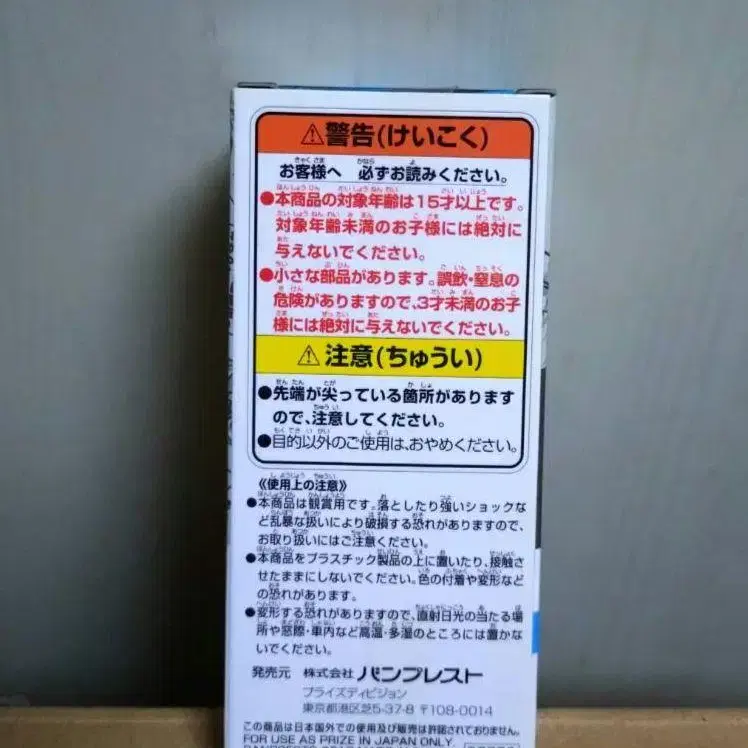 ⚠警告(けいこく)
お客様へ 必ずお読みください。
●本商品の対象年齢は15才以上です。
対象年齢未満のお子様には絶対に
与えないでください。
●小さな部品があります。誤飲・窒息の
危険がありますので、3才未満のお子
様には絶対に与えないでください。
⚠注意(ちゅうい)
●先端が尖っている箇所があります
ので、注意してください。
●目的以外のご使用は、おやめください。
《使用上の注意》
●本商品は観賞用です。落としたり強いショックな
ど乱暴な扱いにより破損する恐れがありますので、
お取り扱いにはご注意ください。
●本商品をプラスチック製品の上に置いたり、接触さ
せたままにしないでください。色の付着や変形など
の恐れがあります。
●変形する恐れがありますので、直射日光の当たる場
所や窓際・車内など高温・多湿のところには置かな
いでください。
発売元 株式会社 バンプレスト
プライズディビジョン
東京都港区芝5-37-8 〒108-0014
この商品は日本国外での使用及び販売は許諾されておりません。
FOR USE AS PRIZE IN JAPAN ONLY.